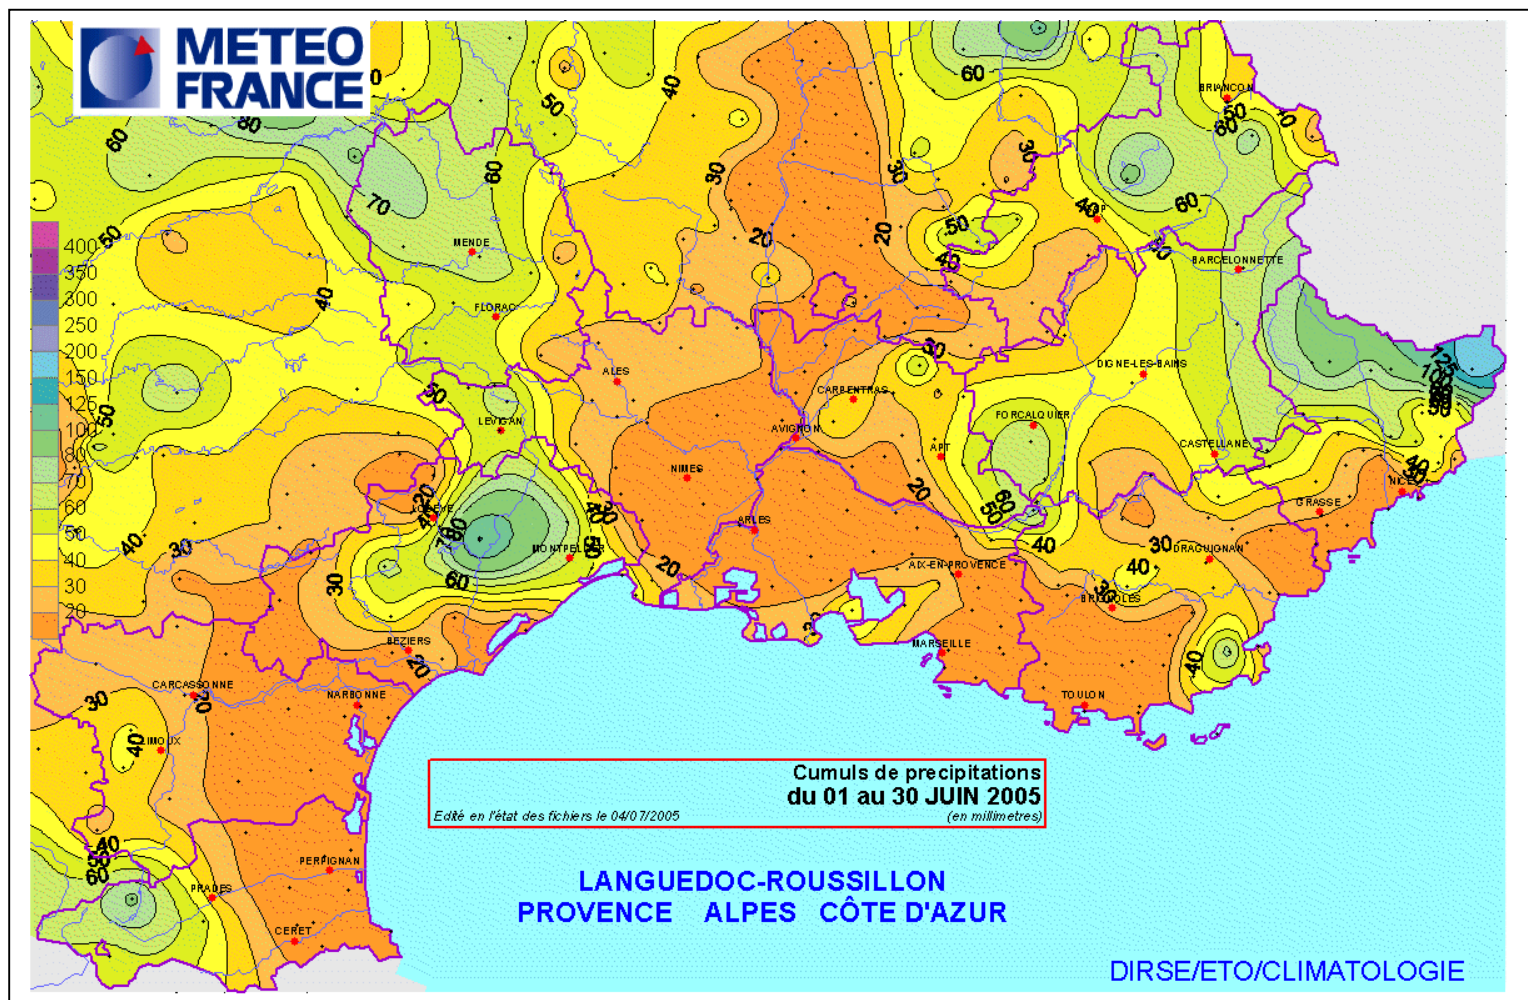 METEO
FRANCE
BRIANCON
MENDE
BARCELONNETTE
FLORAC
DIGNE-LES-BAINS
ALES
CARPENTRAS
FORCALQUIER
LEVIGAN
AVIGNON
CASTELLANE
APT
NIMES
NICE
GRASSE
LODEVE
ARLES
MONTPELLIER
DRAGUIGNAN
AIX-EN-PROVENCE
BRIGNOLES
BEZIERS
MARSEILLE
CARCASSONNE
NARBONNE
TOULON
LIMOUX
PERPIGNAN
PRADES
CERET
400
350
300
250
200
150
125
100
80
70
60
50
40
30
20
Cumuls de precipitations
du 01 au 30 JUIN 2005
Edité en l'état des fichiers le 04/07/2005 (en millimetres)
LANGUEDOC-ROUSSILLON
PROVENCE ALPES CÔTE D'AZUR
DIRSE/ETO/CLIMATOLOGIE